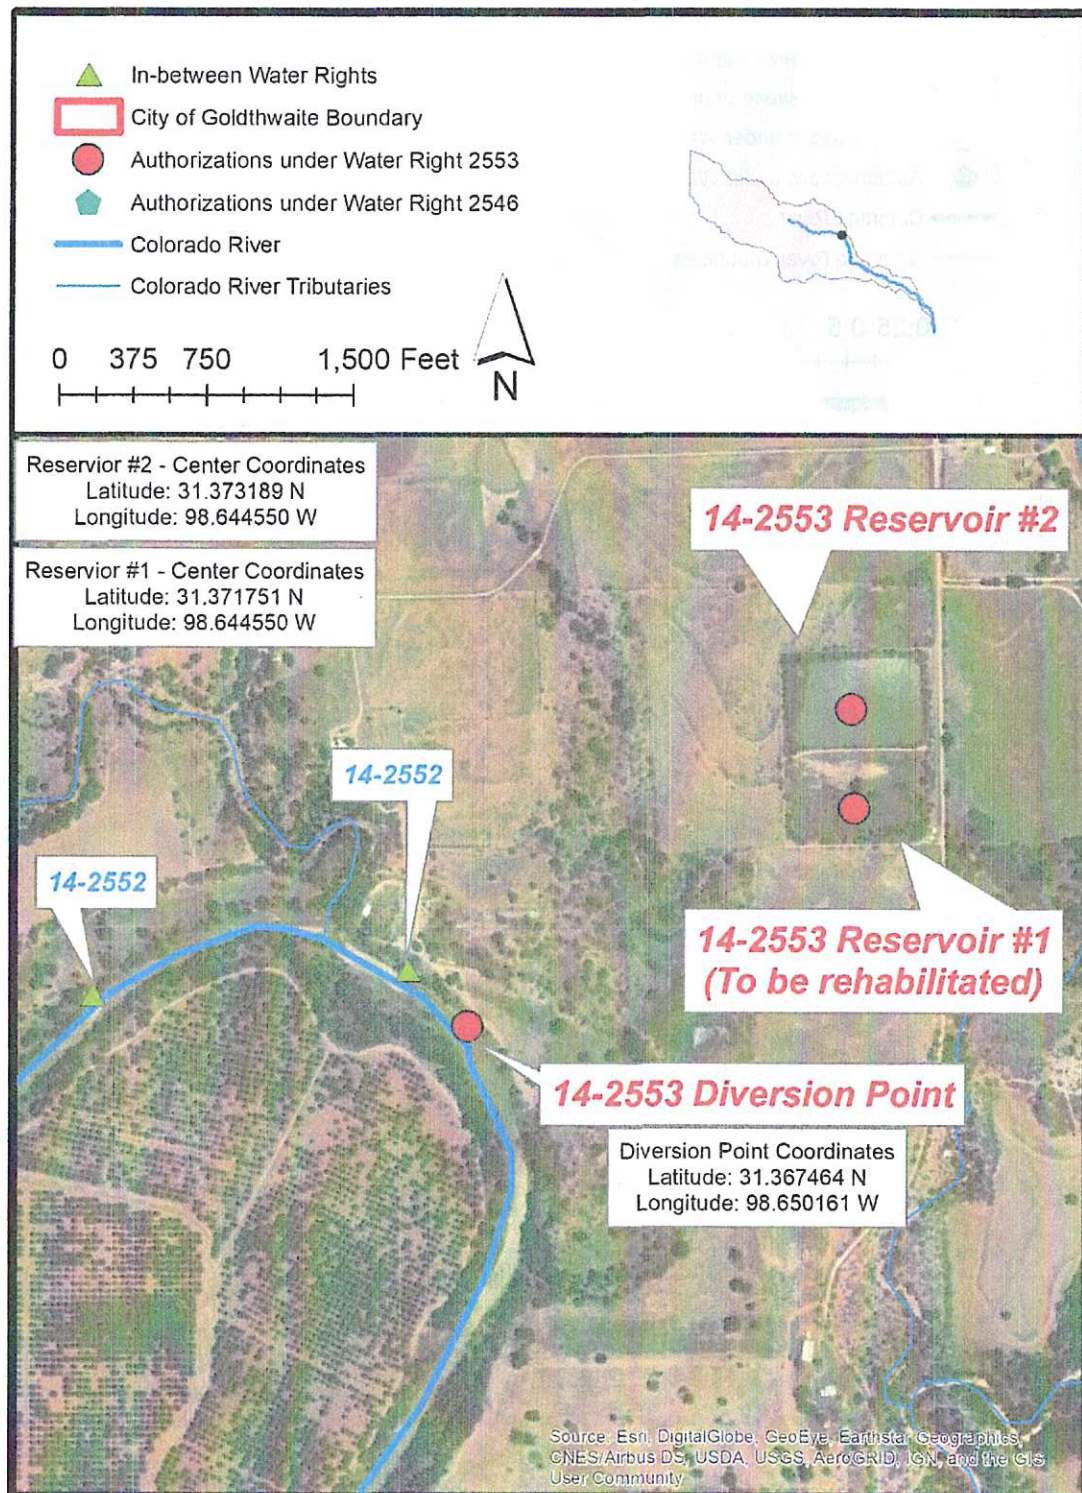 In-between Water Rights
City of Goldthwaite Boundary
Authorizations under Water Right 2553
Authorizations under Water Right 2546
Colorado River
Colorado River Tributaries
0 375 750 1,500 Feet
N
Reservior #2 - Center Coordinates
Latitude: 31.373189 N
Longitude: 98.644550 W
Reservior #1 - Center Coordinates
Latitude: 31.371751 N
Longitude: 98.644550 W
14-2553 Reservoir #2
14-2552
14-2552
14-2553 Reservoir #1
(To be rehabilitated)
14-2553 Diversion Point
Diversion Point Coordinates
Latitude: 31.367464 N
Longitude: 98.650161 W
Source: Esri, DigitalGlobe, GeoEye, Earthstar Geographics,
CNES/Airbus DS, USDA, USGS, AeroGRID, IGN, and the GIS
User Community